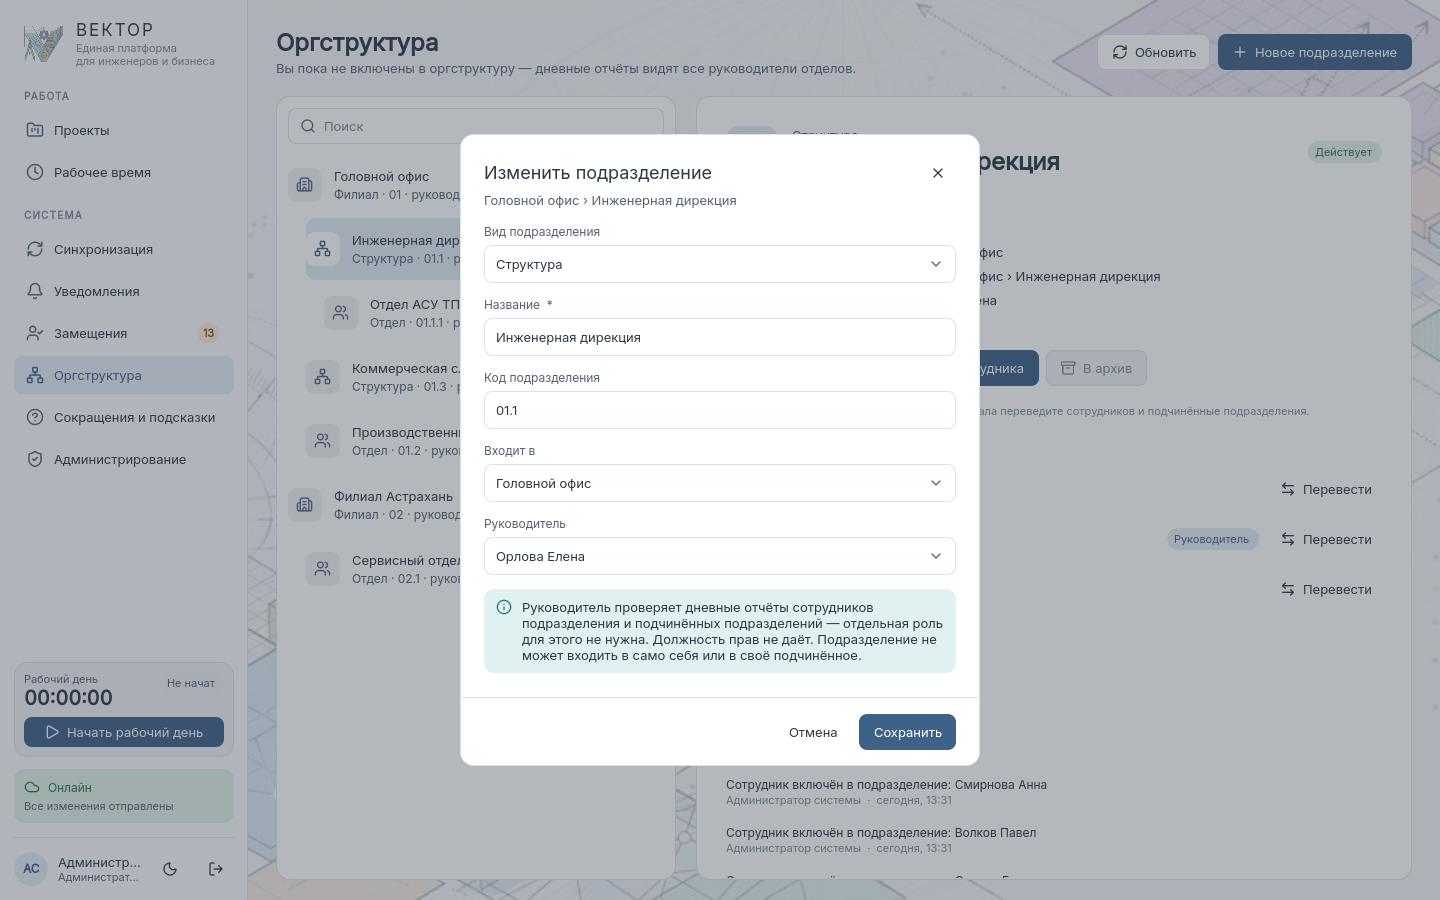 ВЕКТОР
Единая платформа
для инженеров и бизнеса
РАБОТА
Проекты
Рабочее время
СИСТЕМА
Синхронизация
Уведомления
Замещения 13
Оргструктура
Сокращения и подсказки
Администрирование
Рабочий день
Не начат
00:00:00
Начать рабочий день
Онлайн
Все изменения отправлены
АС
Администр...
Администрат...
Оргструктура
Вы пока не включены в оргструктуру — дневные отчёты видят все руководители отделов.
Обновить
Новое подразделение
Поиск
Головной офис
Филиал · 01 · руковод
Инженерная дир
Структура · 01.1 · р
Отдел АСУ ТП
Отдел · 01.1.1 · р
Коммерческая с
Структура · 01.3 · р
Производственн
Отдел · 01.2 · руко
Филиал Астрахань
Филиал · 02 · руковод
Сервисный отдел
Отдел · 02.1 · руков
Изменить подразделение
Головной офис › Инженерная дирекция
Вид подразделения
Структура
Название *
Инженерная дирекция
Код подразделения
01.1
Входит в
Головной офис
Руководитель
Орлова Елена
Руководитель проверяет дневные отчёты сотрудников
подразделения и подчинённых подразделений — отдельная роль
для этого не нужна. Должность прав не даёт. Подразделение не
может входить в само себя или в своё подчинённое.
Отмена
Сохранить
рекция
Действует
фис
фис › Инженерная дирекция
ена
удника
В архив
ала переведите сотрудников и подчинённые подразделения.
Перевести
Руководитель
Перевести
Перевести
Сотрудник включён в подразделение: Смирнова Анна
Администратор системы · сегодня, 13:31
Сотрудник включён в подразделение: Волков Павел
Администратор системы · сегодня, 13:31